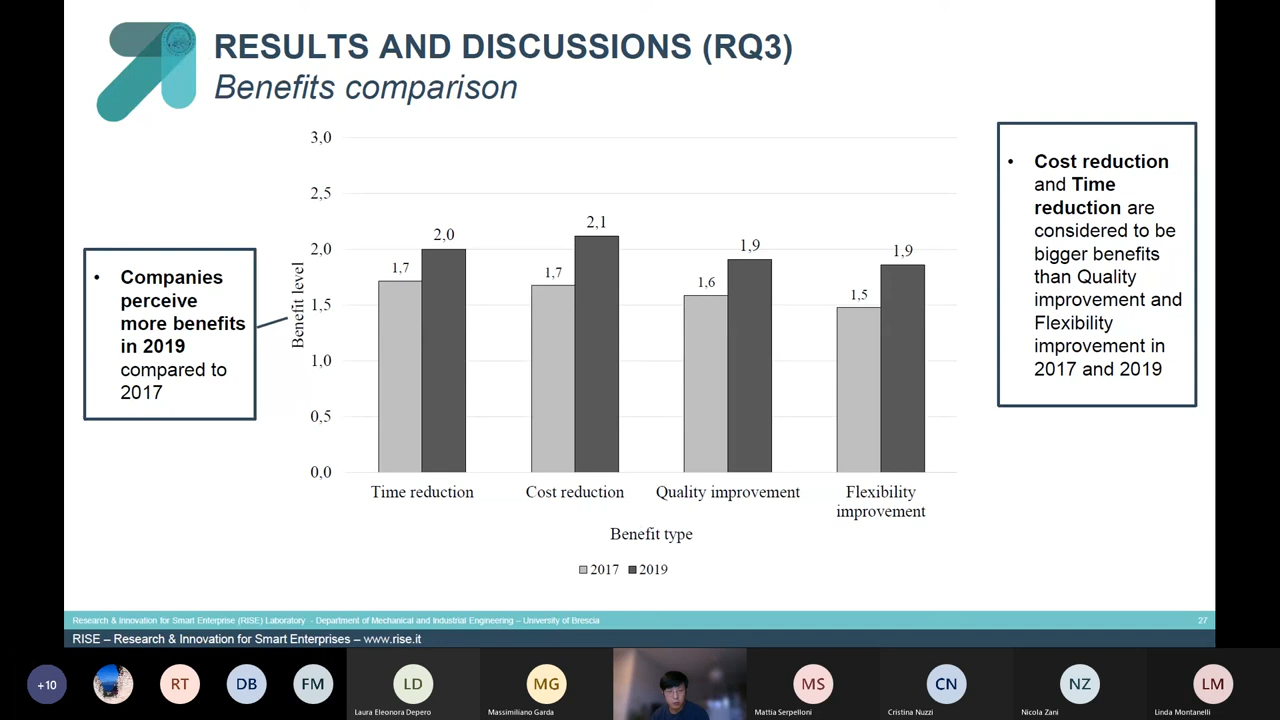 RESULTS AND DISCUSSIONS (RQ3)
Benefits comparison
• Companies
perceive
more benefits
in 2019
compared to
2017
Benefit level
3,0
2,5
2,0
1,5
1,0
0,5
0,0
1,7
2,0
1,7
2,1
1,6
1,9
1,5
1,9
Time reduction
Cost reduction
Quality improvement
Flexibility
improvement
Benefit type
2017 2019
• Cost reduction
and Time
reduction are
considered to be
bigger benefits
than Quality
improvement and
Flexibility
improvement in
2017 and 2019
Research & Innovation for Smart Enterprise (RISE) Laboratory - Department of Mechanical and Industrial Engineering – University of Brescia
27
RISE – Research & Innovation for Smart Enterprises – www.rise.it
+10
RT
DB
FM
LD
Laura Eleonora Depero
MG
Massimiliano Garda
MS
Mattia Serpelloni
CN
Cristina Nuzzi
NZ
Nicola Zani
LM
Linda Montanelli